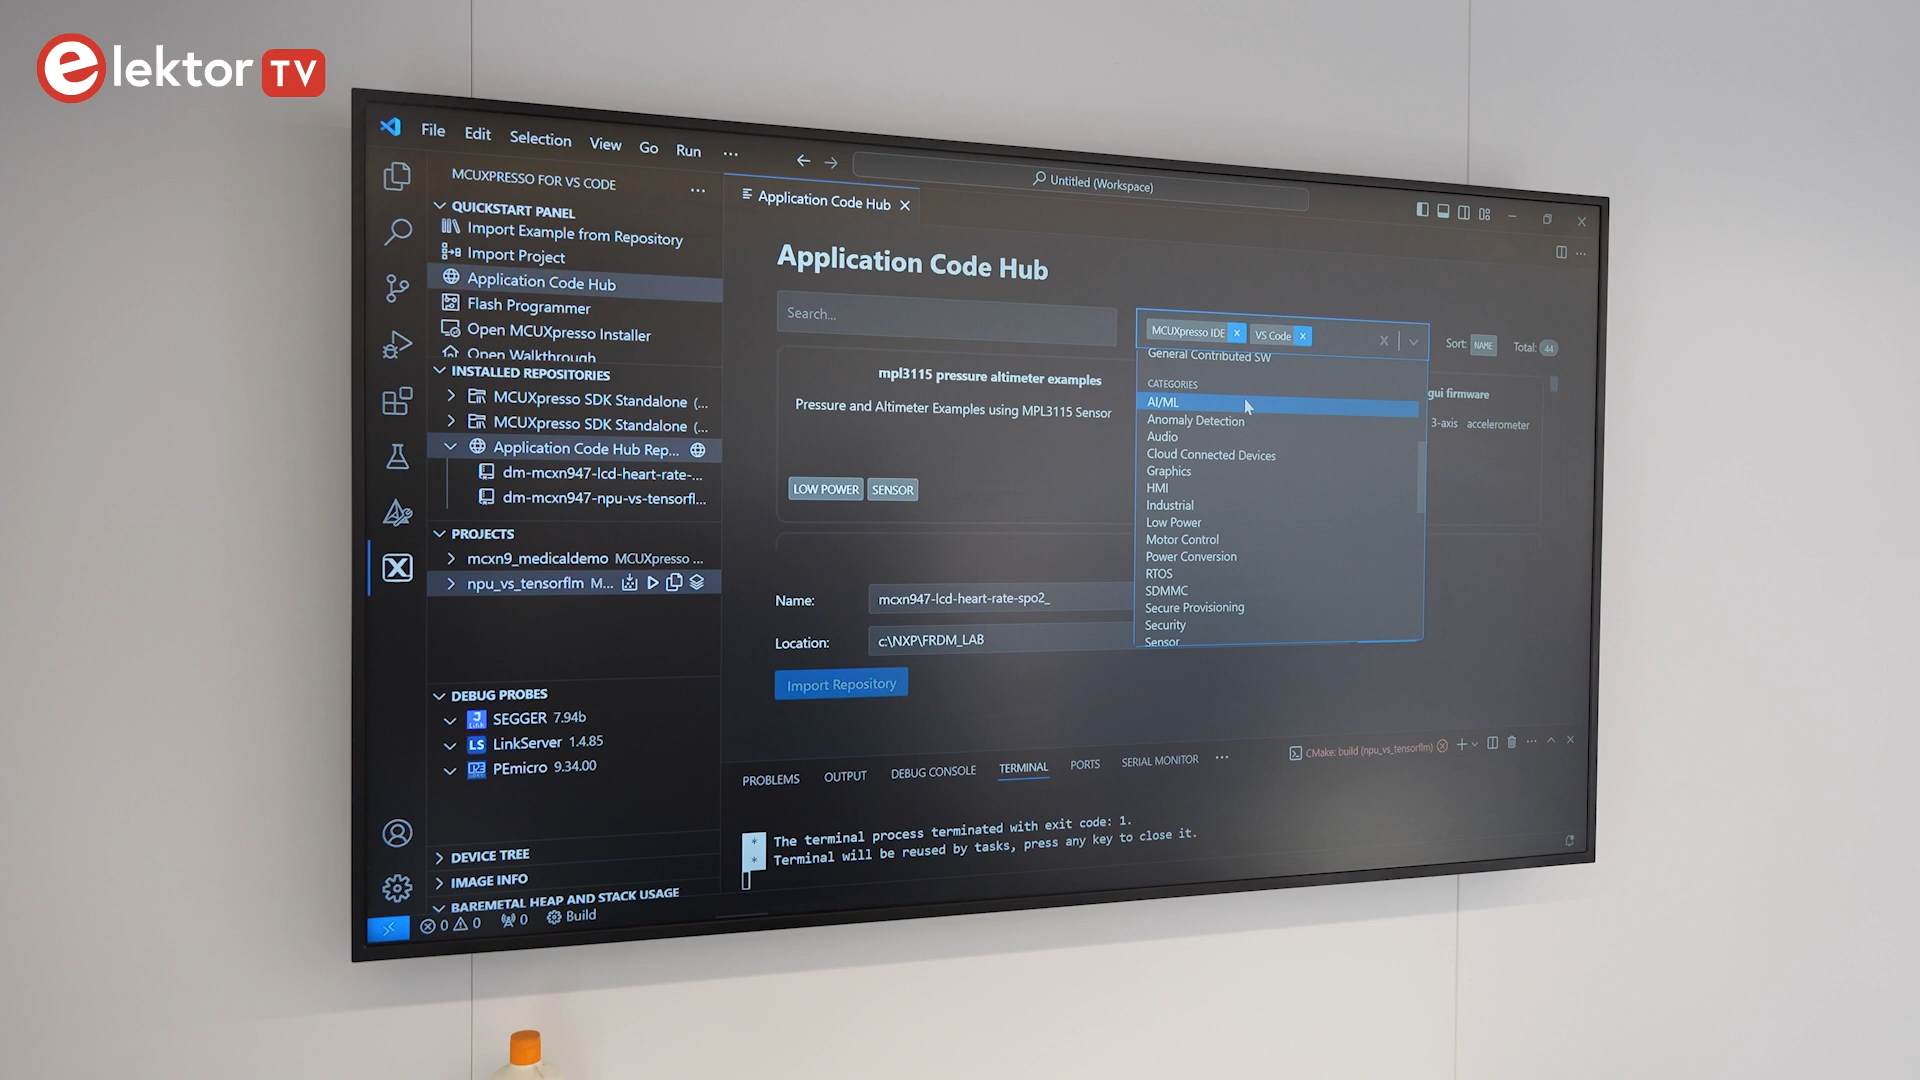 elektor TV
File Edit Selection View Go Run ...
Untitled (Workspace)
MCUXPRESSO FOR VS CODE ...
QUICKSTART PANEL
Import Example from Repository
Import Project
Application Code Hub
Flash Programmer
Open MCUXpresso Installer
Open Walkthrough
INSTALLED REPOSITORIES
MCUXpresso SDK Standalone (...
MCUXpresso SDK Standalone (...
Application Code Hub Rep...
dm-mcxn947-lcd-heart-rate-...
dm-mcxn947-npu-vs-tensorfl...
PROJECTS
mcxn9_medicaldemo MCUXpresso ...
npu_vs_tensorflm M...
DEBUG PROBES
J-Link SEGGER 7.94b
LS LinkServer 1.4.85
PE PEmicro 9.34.00
DEVICE TREE
IMAGE INFO
BAREMETAL HEAP AND STACK USAGE
0 0 0 Build
Application Code Hub
Application Code Hub
Search...
MCUXpresso IDE x VS Code x
Sort: NAME Total: 44
mpl3115 pressure altimeter examples
Pressure and Altimeter Examples using MPL3115 Sensor
LOW POWER SENSOR
General Contributed SW
CATEGORIES
AI/ML
Anomaly Detection
Audio
Cloud Connected Devices
Graphics
HMI
Industrial
Low Power
Motor Control
Power Conversion
RTOS
SDMMC
Secure Provisioning
Security
Sensor
gui firmware
3-axis accelerometer
Name: mcxn947-lcd-heart-rate-spo2_
Location: c:\NXP\FRDM_LAB
Import Repository
PROBLEMS OUTPUT DEBUG CONSOLE TERMINAL PORTS SERIAL MONITOR ...
CMake: build (npu_vs_tensorflm)
* The terminal process terminated with exit code: 1.
* Terminal will be reused by tasks, press any key to close it.